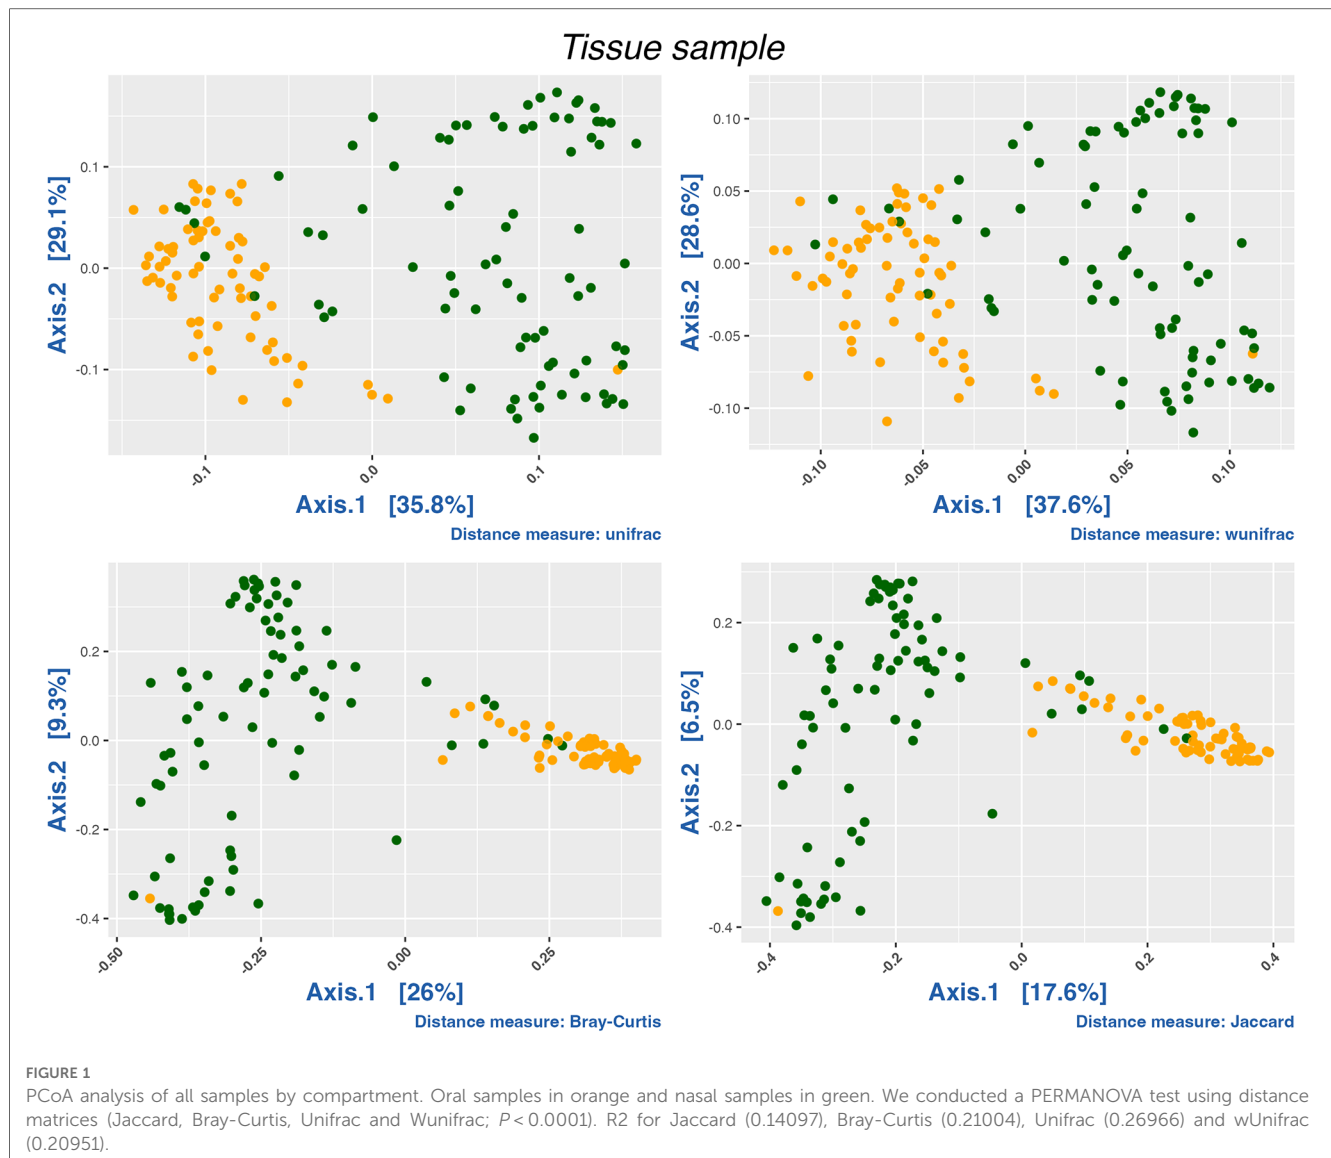 Tissue sample
Axis.2 [29.1%]
0.1
0.0
-0.1
-0.1
0.0
0.1
Axis.1 [35.8%]
Distance measure: unifrac
Axis.2 [28.6%]
0.10
0.05
0.00
-0.05
-0.10
-0.10
-0.05
0.00
0.05
0.10
Axis.1 [37.6%]
Distance measure: wunifrac
Axis.2 [9.3%]
0.2
0.0
-0.2
-0.4
-0.50
-0.25
0.00
0.25
Axis.1 [26%]
Distance measure: Bray-Curtis
Axis.2 [6.5%]
0.2
0.0
-0.2
-0.4
-0.4
-0.2
0.0
0.2
0.4
Axis.1 [17.6%]
Distance measure: Jaccard
FIGURE 1
PCoA analysis of all samples by compartment. Oral samples in orange and nasal samples in green. We conducted a PERMANOVA test using distance
matrices (Jaccard, Bray-Curtis, Unifrac and Wunifrac; P < 0.0001). R2 for Jaccard (0.14097), Bray-Curtis (0.21004), Unifrac (0.26966) and wUnifrac
(0.20951).